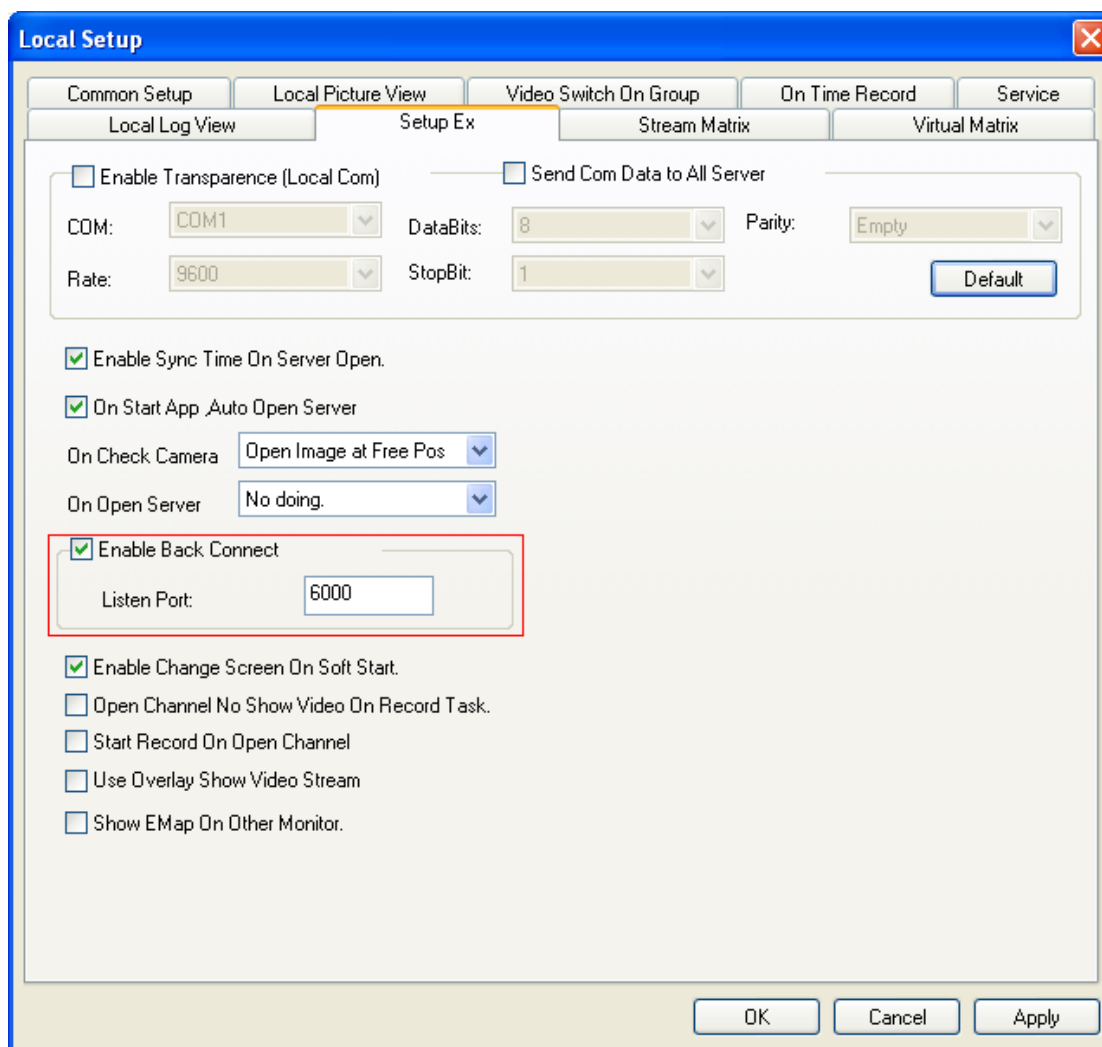 Local Setup
Common Setup Local Picture View Video Switch On Group On Time Record Service
Local Log View Setup Ex Stream Matrix Virtual Matrix
Enable Transparence (Local Com) Send Com Data to All Server
COM: COM1 DataBits: 8 Parity: Empty
Rate: 9600 StopBit: 1 Default
Enable Sync Time On Server Open.
On Start App ,Auto Open Server
On Check Camera Open Image at Free Pos
On Open Server No doing.
Enable Back Connect
Listen Port: 6000
Enable Change Screen On Soft Start.
Open Channel No Show Video On Record Task.
Start Record On Open Channel
Use Overlay Show Video Stream
Show EMap On Other Monitor.
OK Cancel Apply